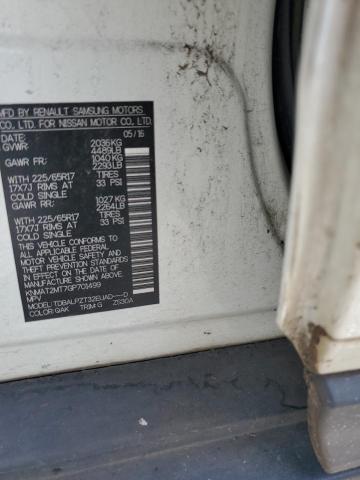 MFD BY RENAULT SAMSUNG MOTORS
CO., LTD. FOR NISSAN MOTOR CO., LTD.
DATE: 05/16
GVWR: 2036KG
4489LB
GAWR FR: 1040KG
2293LB
WITH 225/65R17 TIRES
17X7J RIMS AT 33 PSI
COLD SINGLE
GAWR RR: 1027KG
2264LB
WITH 225/65R17 TIRES
17X7J RIMS AT 33 PSI
COLD SINGLE
THIS VEHICLE CONFORMS TO ALL
APPLICABLE FEDERAL MOTOR
VEHICLE SAFETY, BUMPER, AND
THEFT PREVENTION STANDARDS
IN EFFECT ON THE DATE OF
MANUFACTURE SHOWN ABOVE.
KNMAT2MT7GP701499
MPV
MODEL: TDBALPZT32EUAD----D
COLOR: QAK TRIM: G Z530A